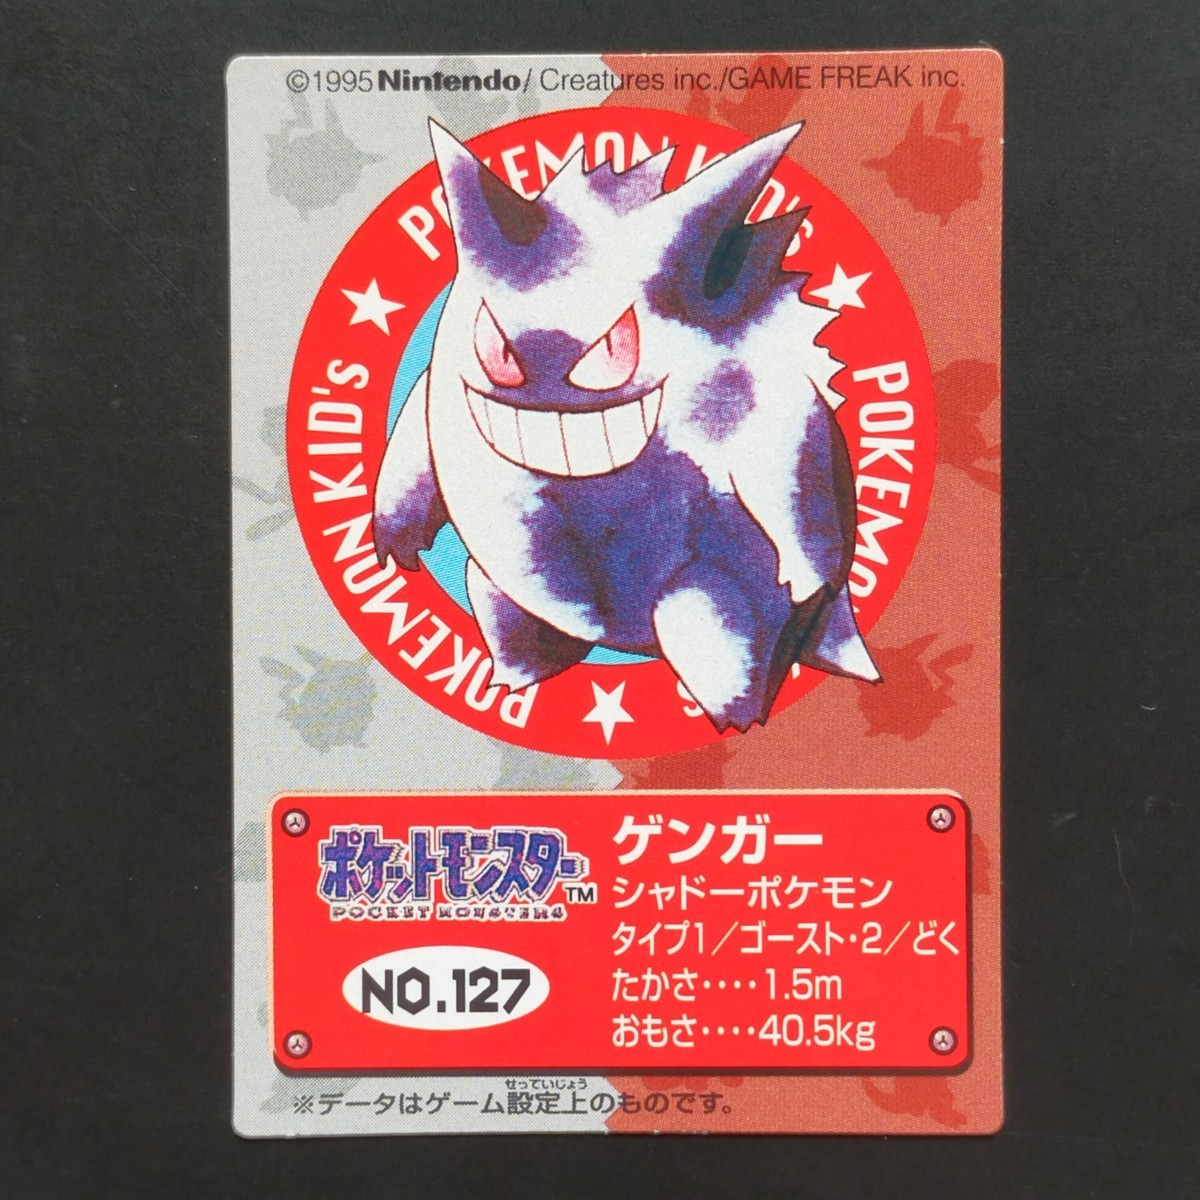 ©1995 Nintendo/Creatures inc./GAME FREAK inc.
POKEMON KID's
★ POKEMON KID's
★ POKEMON
ポケットモンスター™
POCKET MONSTERS
NO.127
ゲンガー
シャドーポケモン
タイプ1/ゴースト・2/どく
たかさ‥‥1.5m
おもさ‥‥40.5kg
せっていじょう
※データはゲーム設定上のものです。